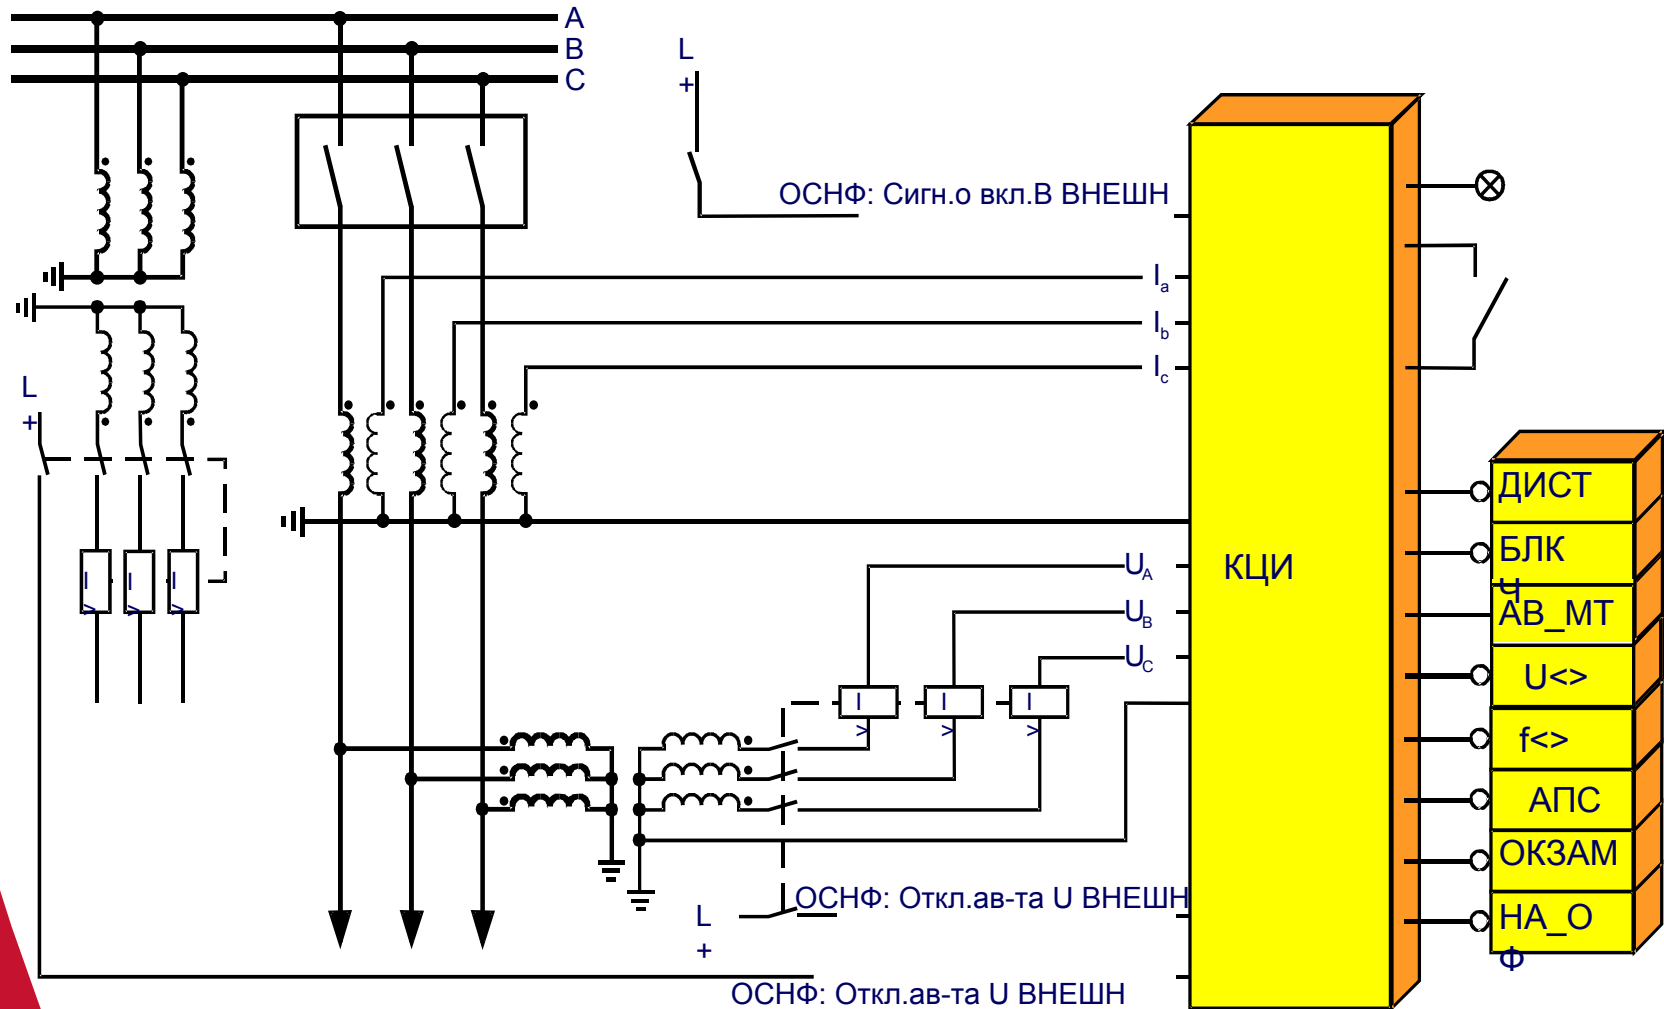 A
B
C
L
+
ОСНФ: Сигн.о вкл.В ВНЕШН
Ia
Ib
Ic
L
+
I
>
I
>
I
>
КЦИ
UA
UB
UC
I
>
I
>
I
>
ОСНФ: Откл.ав-та U ВНЕШН
L
+
ОСНФ: Откл.ав-та U ВНЕШН
ДИСТ
БЛК
Ч
АВ_МТ
U<>
f<>
АПС
ОКЗАМ
НА_О
Ф